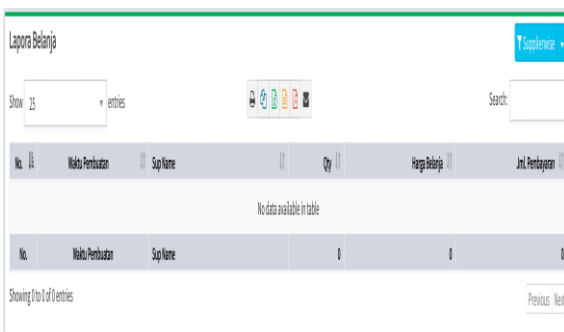 Lapora Belanja
Supplierwise
Show 25 entries
Search:
No. Waktu Pembuatan Sup Name Qty Harga Belanja Jml. Pembayaran
No data available in table
No. Waktu Pembuatan Sup Name 0 0 0
Showing 0 to 0 of 0 entries
Previous Next